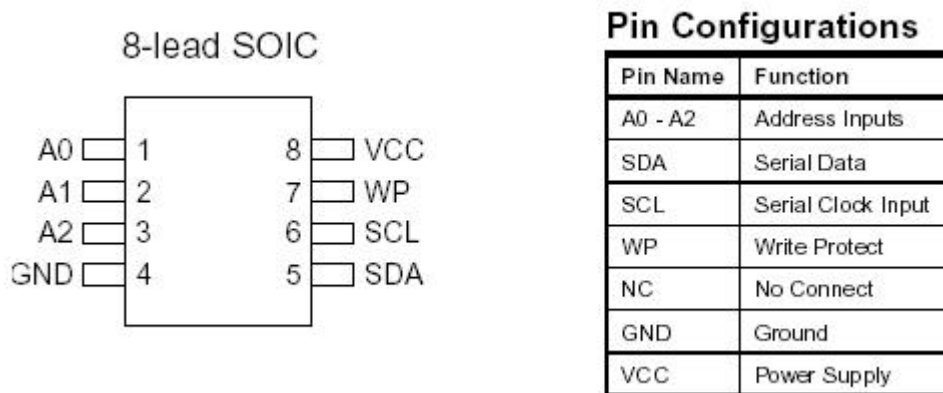 8-lead SOIC
A0 1 8 VCC
A1 2 7 WP
A2 3 6 SCL
GND 4 5 SDA
Pin Configurations
Pin Name Function
A0 - A2 Address Inputs
SDA Serial Data
SCL Serial Clock Input
WP Write Protect
NC No Connect
GND Ground
VCC Power Supply